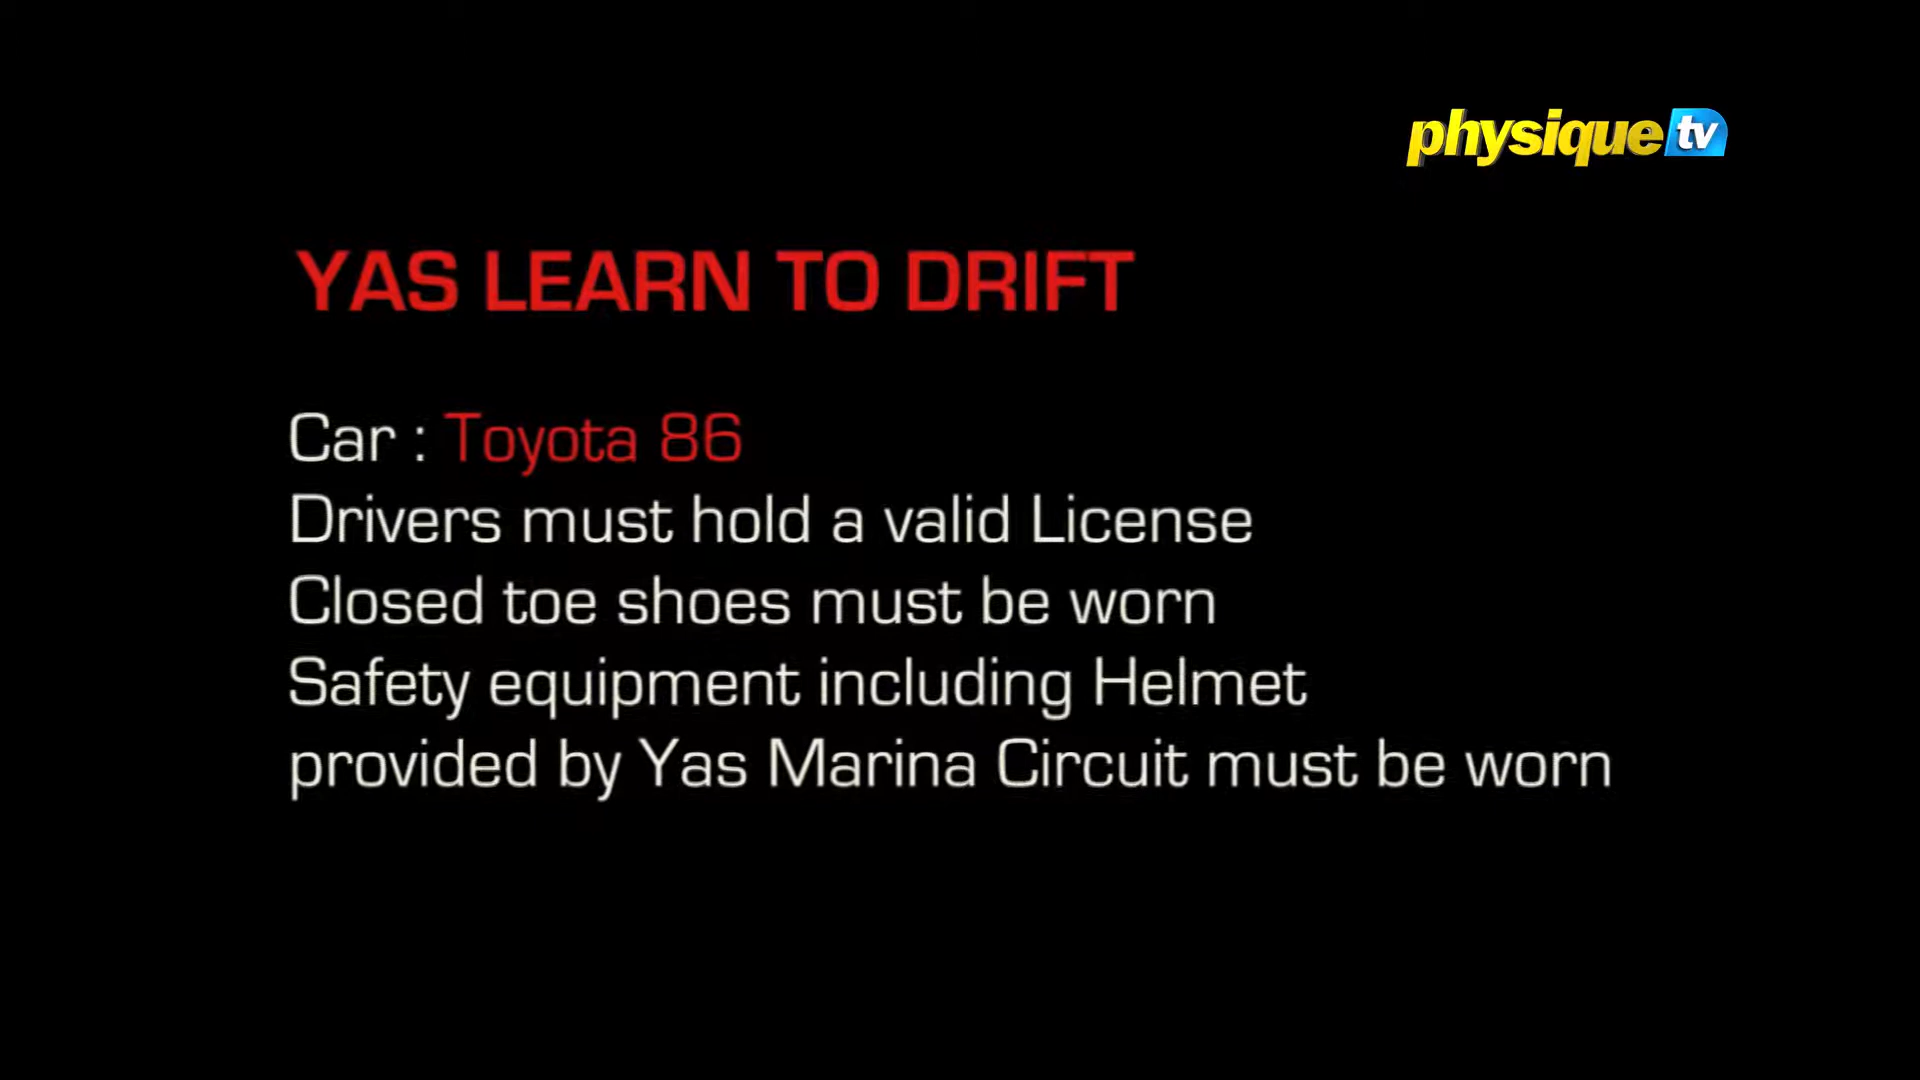 physique tv
YAS LEARN TO DRIFT
Car : Toyota 86
Drivers must hold a valid License
Closed toe shoes must be worn
Safety equipment including Helmet
provided by Yas Marina Circuit must be worn